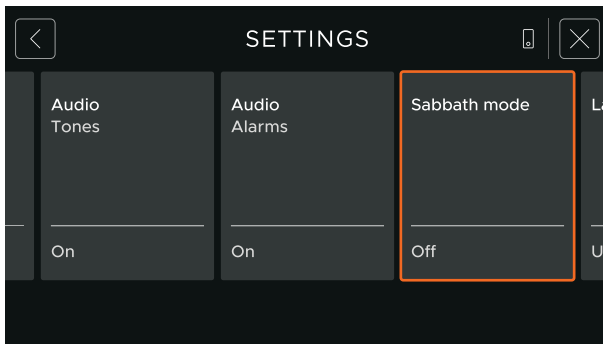 SETTINGS
Audio
Tones
On
Audio
Alarms
On
Sabbath mode
Off